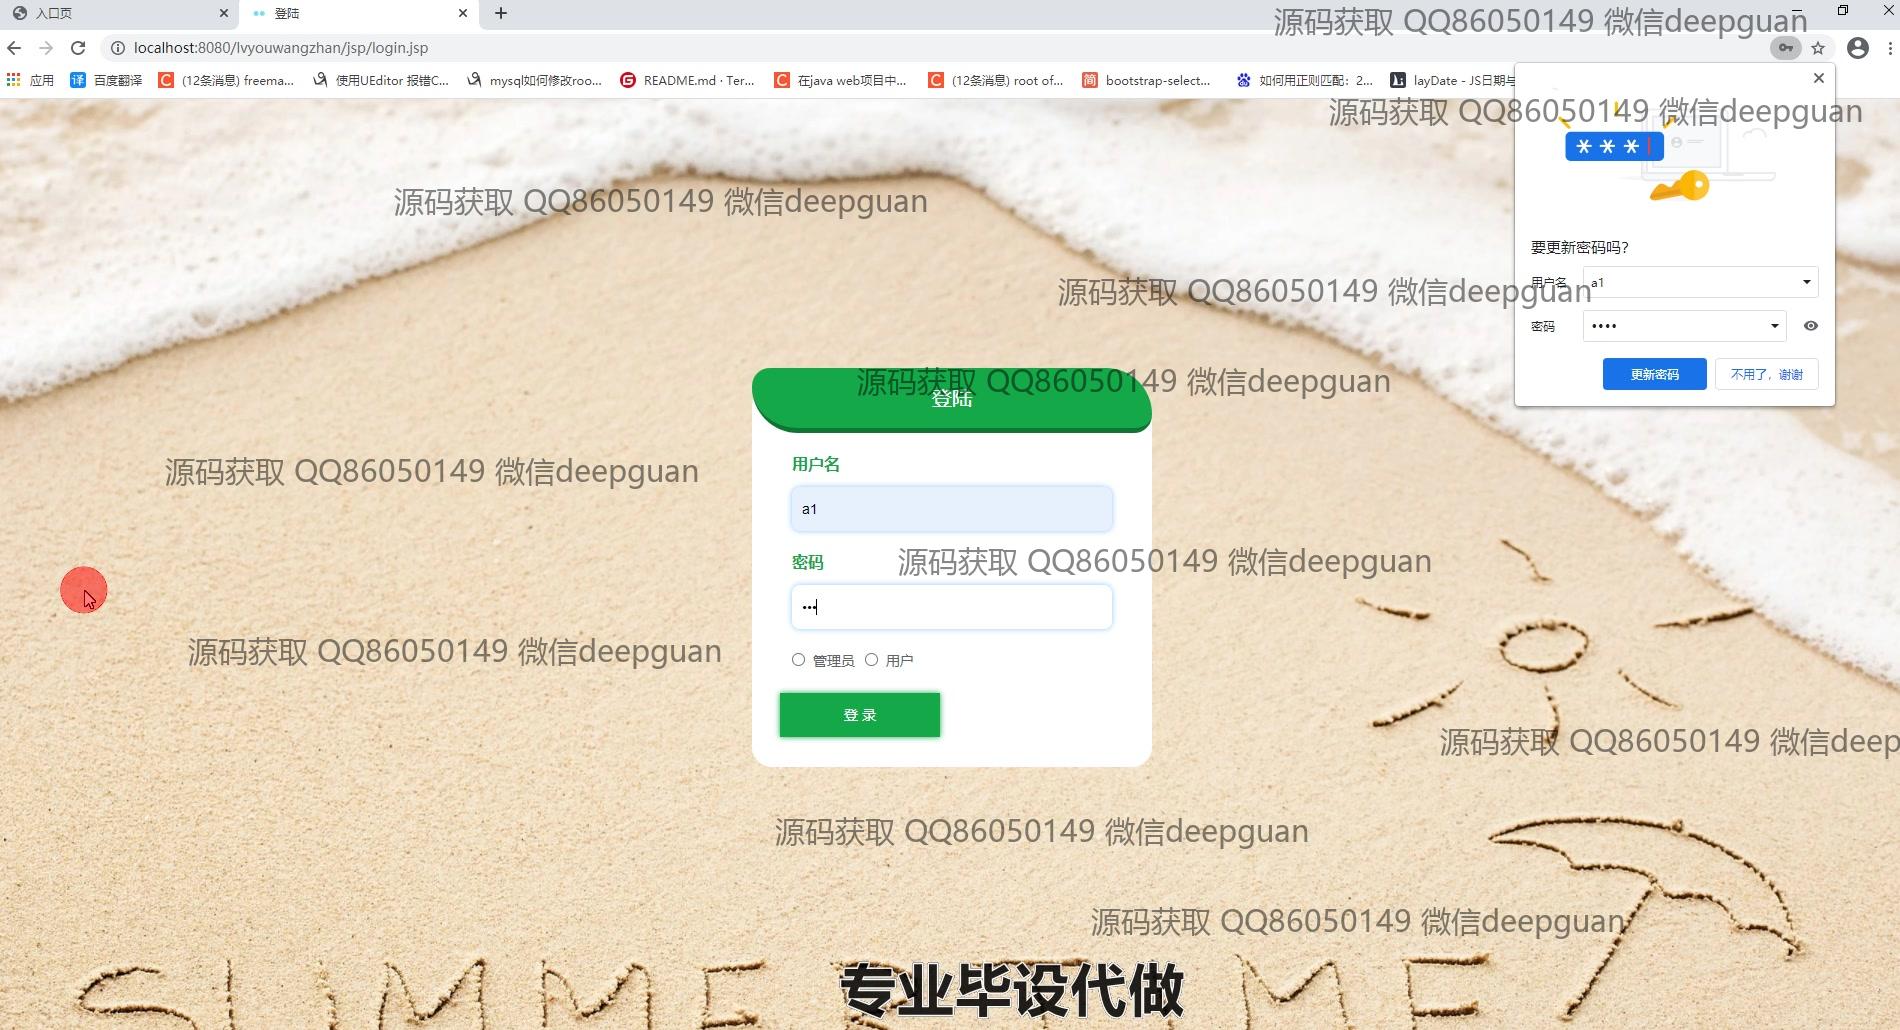 入口页
登陆
源码获取 QQ86050149 微信deepguan
localhost:8080/lvyouwangzhan/jsp/login.jsp
应用
百度翻译
(12条消息) freema...
使用UEditor 报错C...
mysql如何修改roo...
README.md · Ter...
在java web项目中...
(12条消息) root of...
bootstrap-select...
如何用正则匹配：2...
layDate - JS日期与
源码获取 QQ86050149 微信deepguan
源码获取 QQ86050149 微信deepguan
要更新密码吗？
用户名 a1
源码获取 QQ86050149 微信deepguan
密码 ••••
更新密码 不用了，谢谢
源码获取 QQ86050149 微信deepguan
登陆
用户名
源码获取 QQ86050149 微信deepguan
a1
密码
源码获取 QQ86050149 微信deepguan
•••
源码获取 QQ86050149 微信deepguan
管理员 用户
登 录
源码获取 QQ86050149 微信deep
源码获取 QQ86050149 微信deepguan
源码获取 QQ86050149 微信deepguan
专业毕设代做